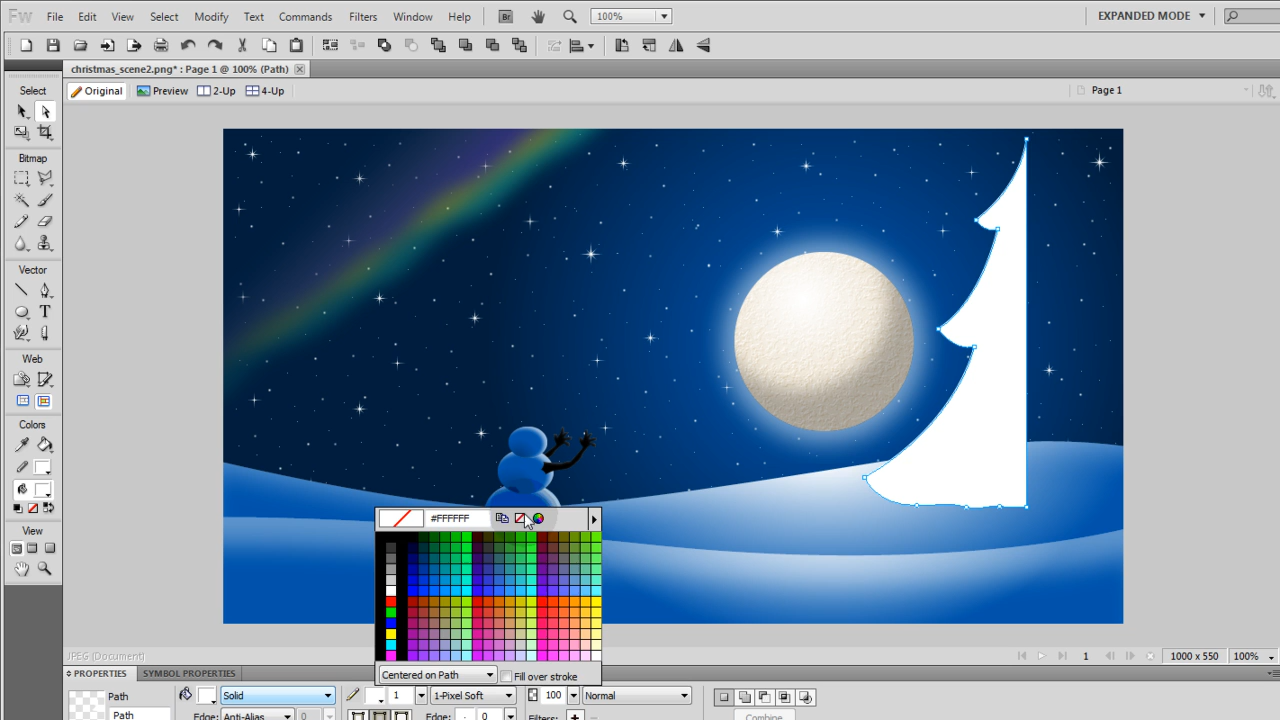 Fw File Edit View Select Modify Text Commands Filters Window Help Br 100% EXPANDED MODE
christmas_scene2.png* : Page 1 @ 100% (Path)
Original Preview 2-Up 4-Up Page 1
Select
Bitmap
Vector
T
Web
Colors
View
#FFFFFF
Centered on Path Fill over stroke
JPEG (Document) 1 1000 x 550 100%
PROPERTIES SYMBOL PROPERTIES
Path Solid 1 1-Pixel Soft 100 Normal
Path Edge: Anti-Alias 0 Edge: 0 Filters: Combine